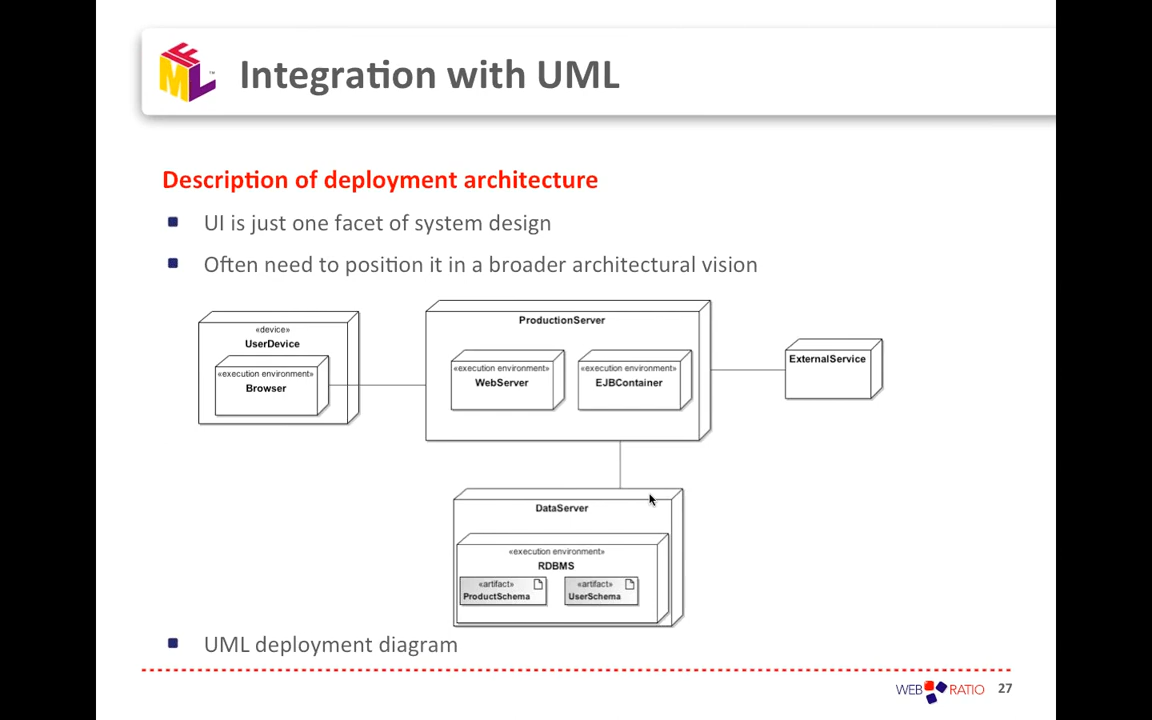 IFML™
Integration with UML
Description of deployment architecture
UI is just one facet of system design
Often need to position it in a broader architectural vision
«device»
UserDevice
«execution environment»
Browser
ProductionServer
«execution environment»
WebServer
«execution environment»
EJBContainer
ExternalService
DataServer
«execution environment»
RDBMS
«artifact»
ProductSchema
«artifact»
UserSchema
UML deployment diagram
WEB RATIO 27